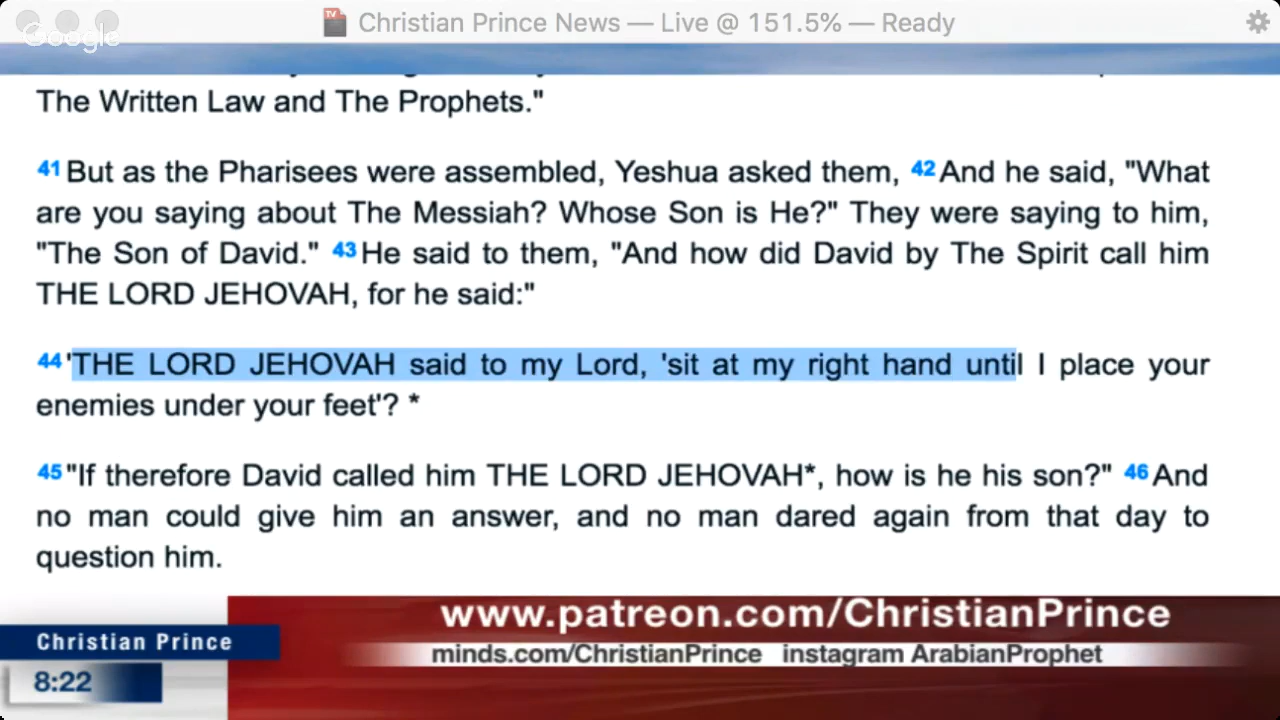 Christian Prince News — Live @ 151.5% — Ready
Google
The Written Law and The Prophets."
41 But as the Pharisees were assembled, Yeshua asked them, 42 And he said, "What
are you saying about The Messiah? Whose Son is He?" They were saying to him,
"The Son of David." 43 He said to them, "And how did David by The Spirit call him
THE LORD JEHOVAH, for he said:"
44 'THE LORD JEHOVAH said to my Lord, 'sit at my right hand until I place your
enemies under your feet'? *
45 "If therefore David called him THE LORD JEHOVAH*, how is he his son?" 46 And
no man could give him an answer, and no man dared again from that day to
question him.
www.patreon.com/ChristianPrince
Christian Prince
minds.com/ChristianPrince instagram ArabianProphet
8:22